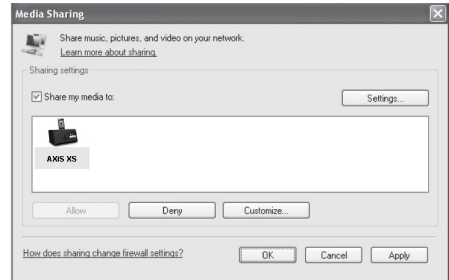 Media Sharing
Share music, pictures, and video on your network.
Learn more about sharing.
Sharing settings
Share my media to:
Settings...
AXIS XS
Allow
Deny
Customize...
How does sharing change firewall settings?
OK
Cancel
Apply